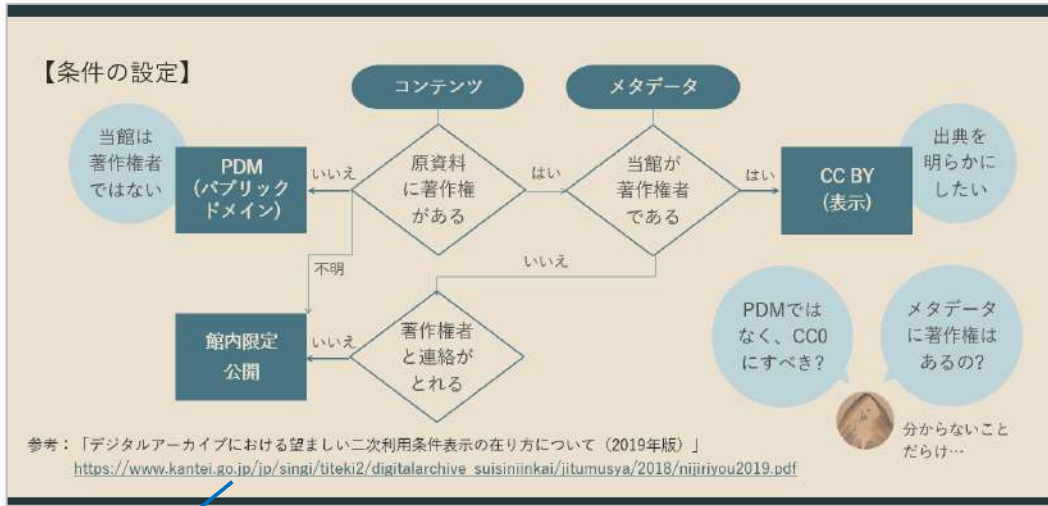 【条件の設定】
コンテンツ
メタデータ
当館は
著作権者
ではない
PDM
(パブリック
ドメイン)
いいえ
原資料
に著作権
がある
はい
当館が
著作権者
である
はい
CC BY
(表示)
出典を
明らかに
したい
不明
いいえ
館内限定
公開
いいえ
著作権者
と連絡が
とれる
PDMでは
なく、CC0
にすべき?
メタデータ
に著作権は
あるの?
分からないこと
だらけ…
参考：「デジタルアーカイブにおける望ましい二次利用条件表示の在り方について（2019年版）」
https://www.kantei.go.jp/jp/singi/titeki2/digitalarchive_suisiniinkai/jitumusya/2018/nijiriyou2019.pdf